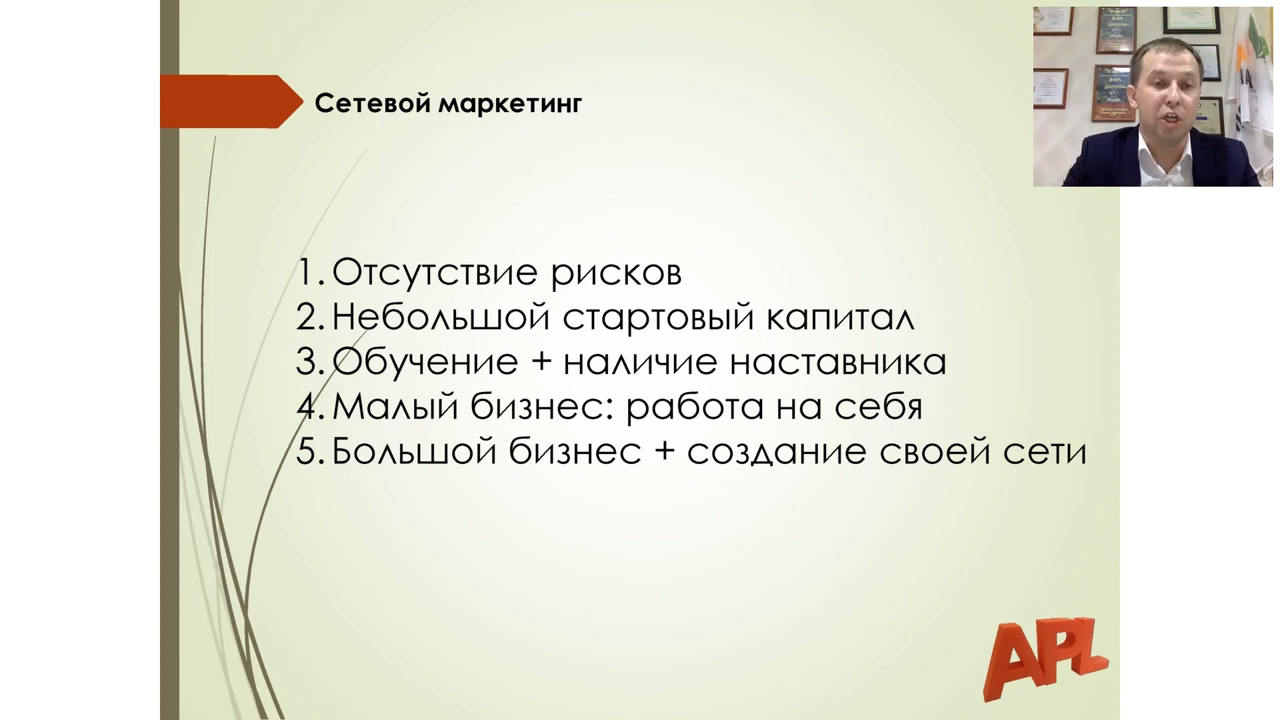 Сетевой маркетинг
1. Отсутствие рисков
2. Небольшой стартовый капитал
3. Обучение + наличие наставника
4. Малый бизнес: работа на себя
5. Большой бизнес + создание своей сети
APL